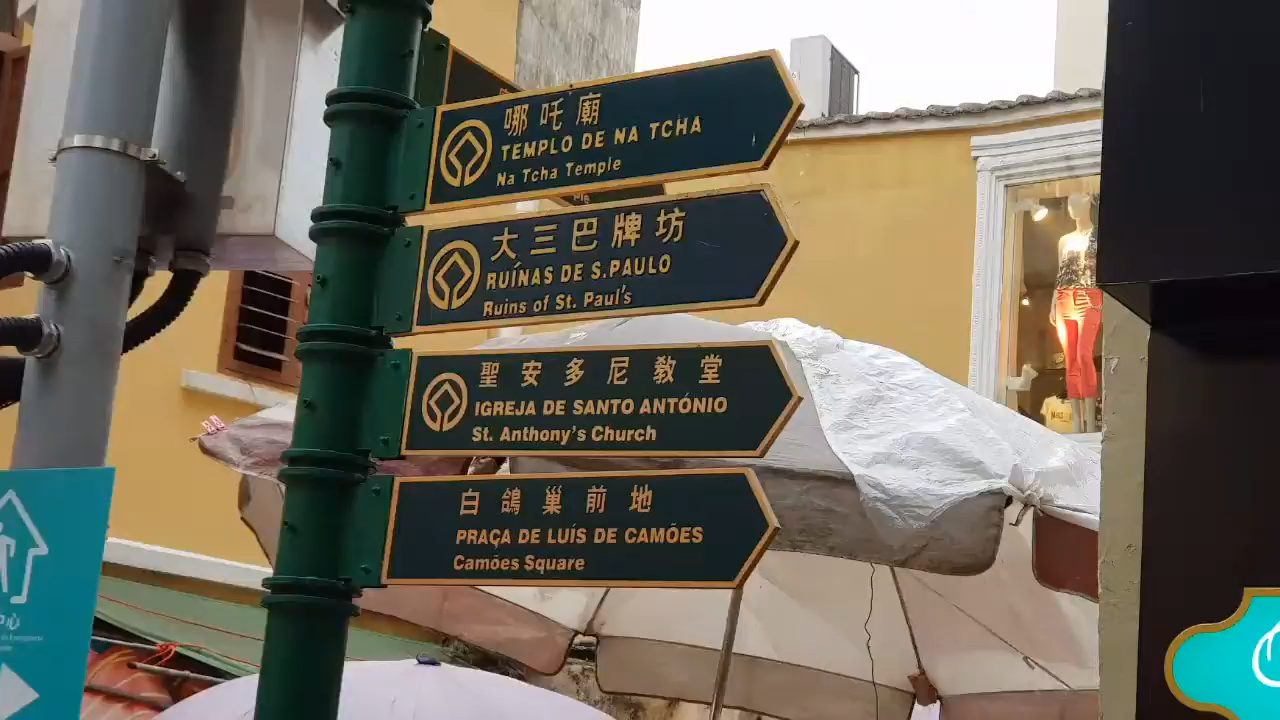 哪吒廟
TEMPLO DE NA TCHA
Na Tcha Temple
大三巴牌坊
RUÍNAS DE S.PAULO
Ruins of St. Paul's
聖安多尼教堂
IGREJA DE SANTO ANTÓNIO
St. Anthony's Church
白鴿巢前地
PRAÇA DE LUÍS DE CAMÕES
Camões Square